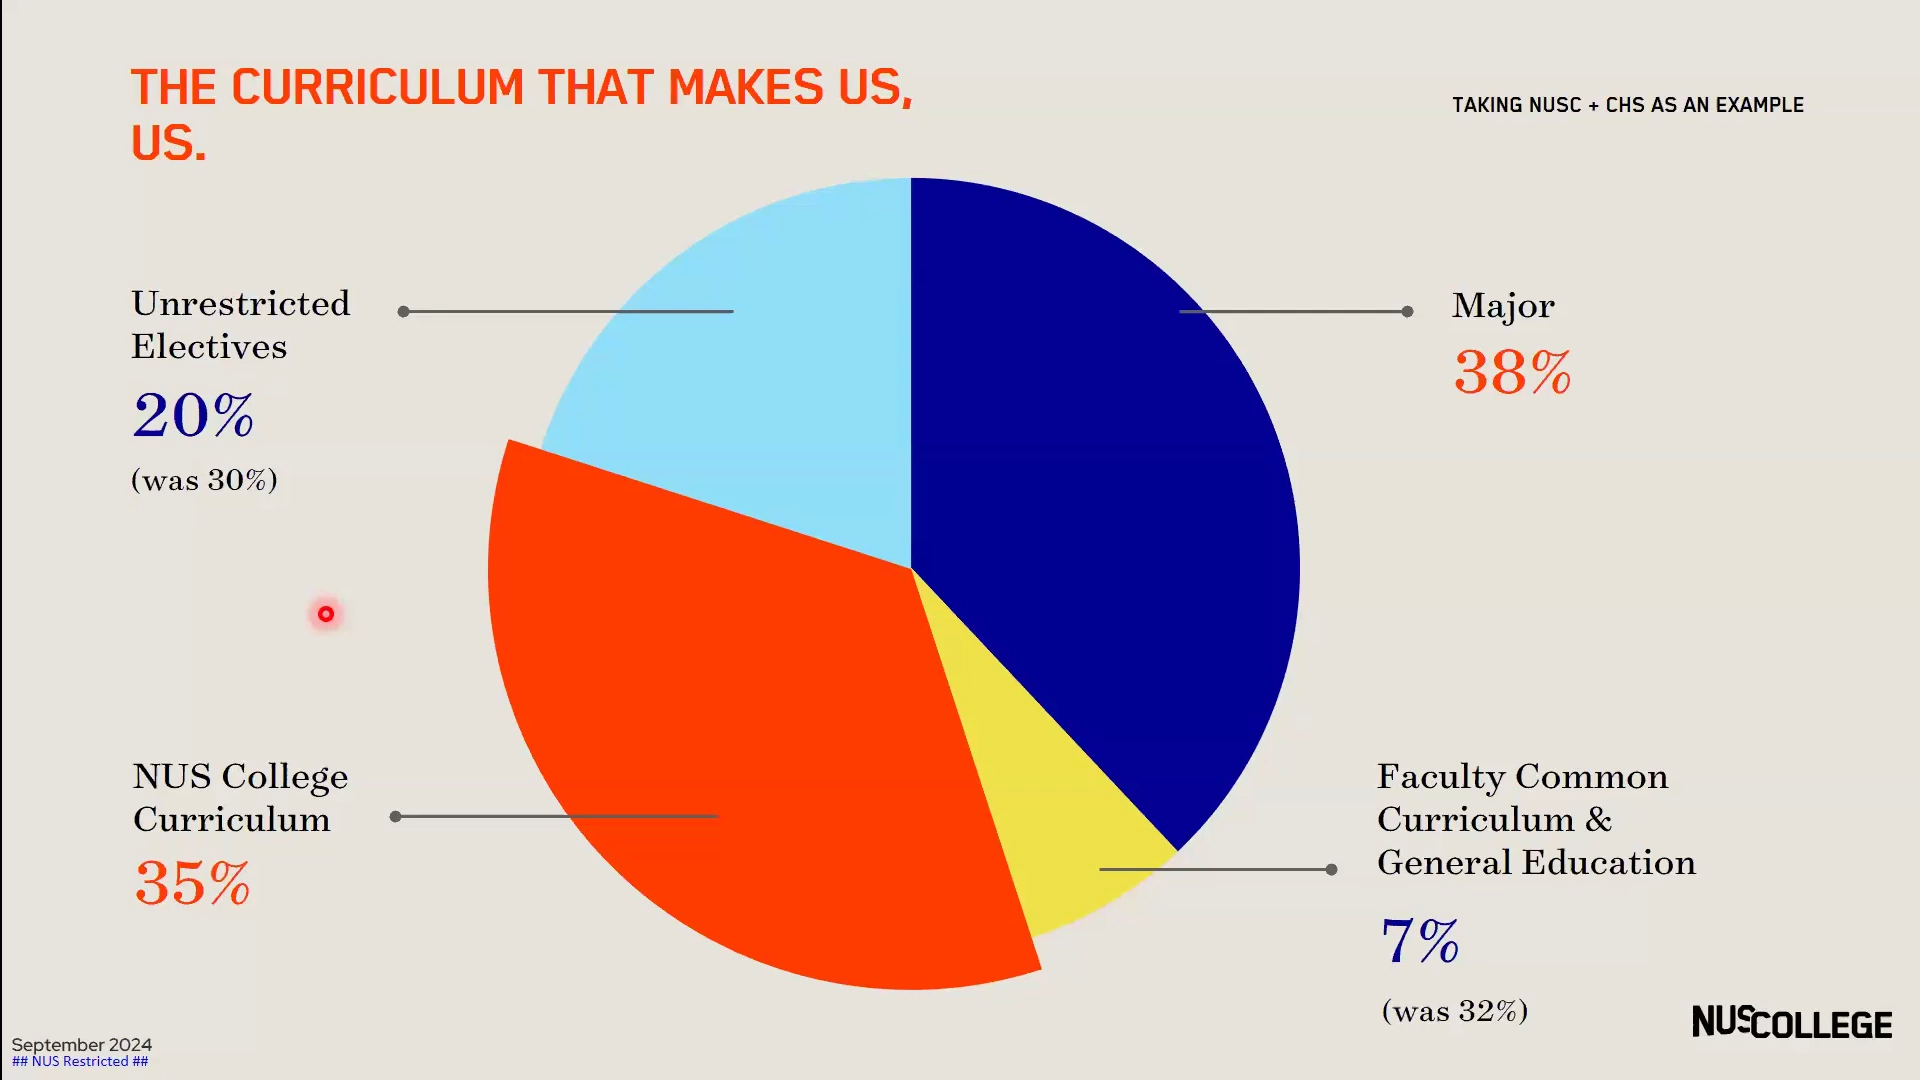 THE CURRICULUM THAT MAKES US,
US.
TAKING NUSC + CHS AS AN EXAMPLE
Unrestricted
Electives
20%
(was 30%)
Major
38%
NUS College
Curriculum
35%
Faculty Common
Curriculum &
General Education
7%
(was 32%)
NUSCOLLEGE
September 2024
## NUS Restricted ##